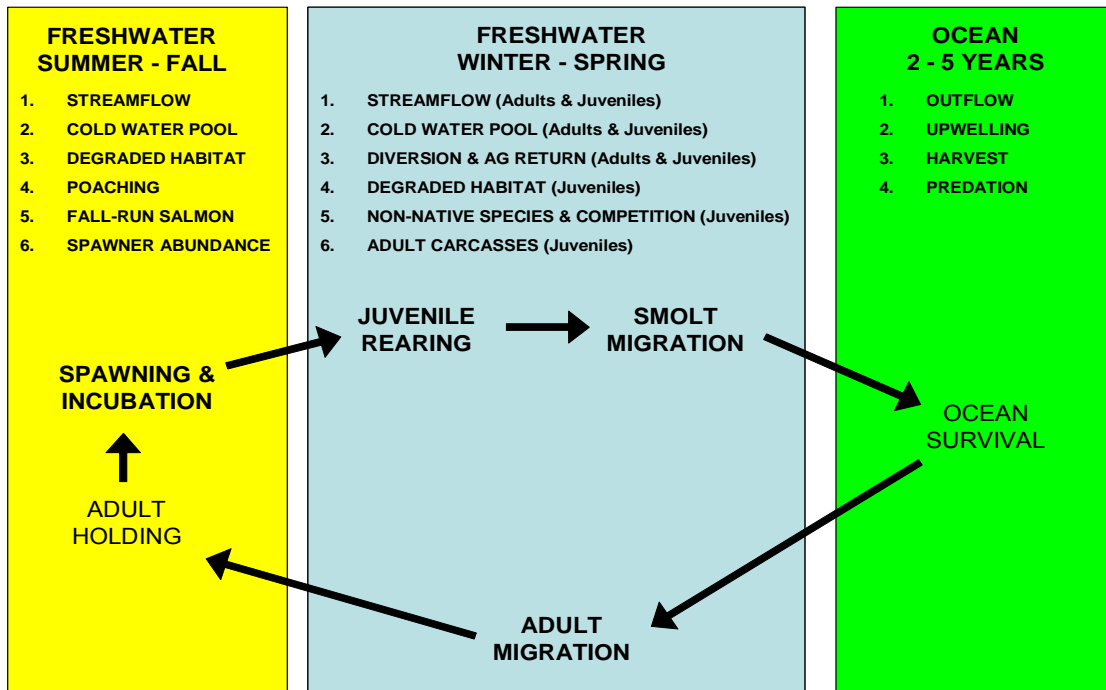 FRESHWATER
SUMMER - FALL
1. STREAMFLOW
2. COLD WATER POOL
3. DEGRADED HABITAT
4. POACHING
5. FALL-RUN SALMON
6. SPAWNER ABUNDANCE
SPAWNING &
INCUBATION
ADULT
HOLDING
FRESHWATER
WINTER - SPRING
1. STREAMFLOW (Adults & Juveniles)
2. COLD WATER POOL (Adults & Juveniles)
3. DIVERSION & AG RETURN (Adults & Juveniles)
4. DEGRADED HABITAT (Juveniles)
5. NON-NATIVE SPECIES & COMPETITION (Juveniles)
6. ADULT CARCASSES (Juveniles)
JUVENILE
REARING
SMOLT
MIGRATION
ADULT
MIGRATION
OCEAN
2 - 5 YEARS
1. OUTFLOW
2. UPWELLING
3. HARVEST
4. PREDATION
OCEAN
SURVIVAL